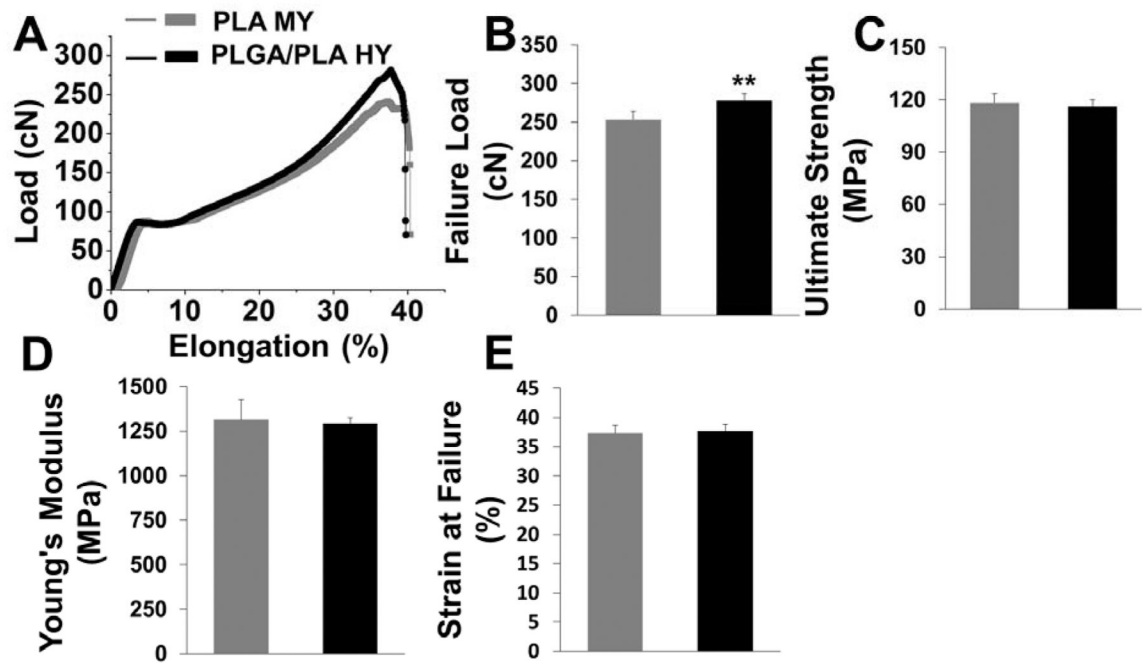 A
PLA MY
PLGA/PLA HY
Load (cN)
300
250
200
150
100
50
0
0
10
20
30
40
Elongation (%)
B
Failure Load
(cN)
350
300
250
200
150
100
50
0
**
C
Ultimate Strength
(MPa)
150
120
90
60
30
0
D
Young's Modulus
(MPa)
1500
1250
1000
750
500
250
0
E
Strain at Failure
(%)
45
40
35
30
25
20
15
10
5
0